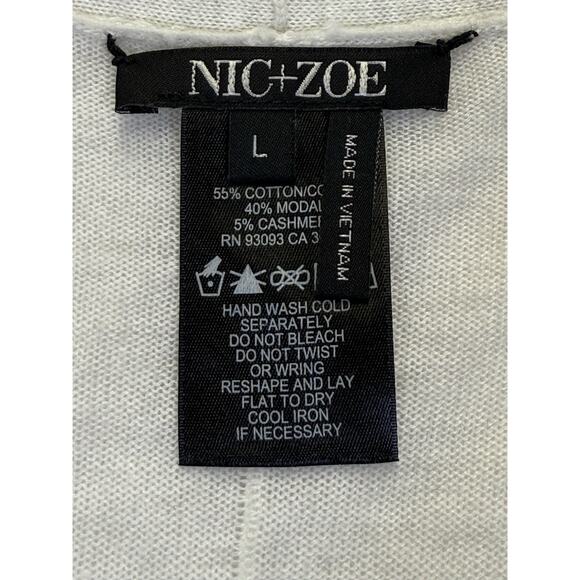 NIC+ZOE
L
MADE IN VIETNAM
55% COTTON/CO
40% MODAL
5% CASHME
RN 93093 CA 3
HAND WASH COLD
SEPARATELY
DO NOT BLEACH
DO NOT TWIST
OR WRING
RESHAPE AND LAY
FLAT TO DRY
COOL IRON
IF NECESSARY